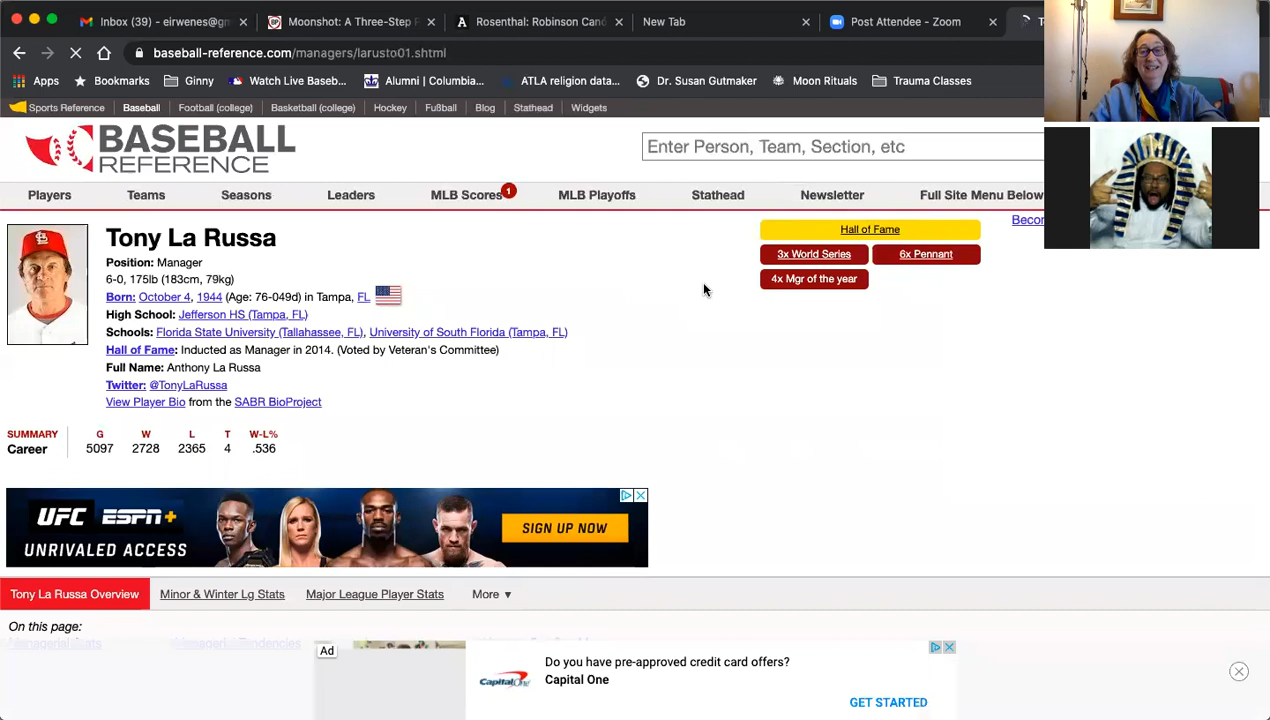 Inbox (39) - eirwenes@gm
Moonshot: A Three-Step F
Rosenthal: Robinson Canó
New Tab
Post Attendee - Zoom
baseball-reference.com/managers/larusto01.shtml
Apps
Bookmarks
Ginny
Watch Live Baseb...
Alumni | Columbia...
ATLA religion data...
Dr. Susan Gutmaker
Moon Rituals
Trauma Classes
Sports Reference
Baseball
Football (college)
Basketball (college)
Hockey
Fußball
Blog
Stathead
Widgets
BASEBALL
REFERENCE
Enter Person, Team, Section, etc
Players
Teams
Seasons
Leaders
MLB Scores 1
MLB Playoffs
Stathead
Newsletter
Full Site Menu Below
Becor
Tony La Russa
Position: Manager
6-0, 175lb (183cm, 79kg)
Born: October 4, 1944 (Age: 76-049d) in Tampa, FL
High School: Jefferson HS (Tampa, FL)
Schools: Florida State University (Tallahassee, FL), University of South Florida (Tampa, FL)
Hall of Fame: Inducted as Manager in 2014. (Voted by Veteran's Committee)
Full Name: Anthony La Russa
Twitter: @TonyLaRussa
View Player Bio from the SABR BioProject
Hall of Fame
3x World Series
6x Pennant
4x Mgr of the year
SUMMARY G W L T W-L%
Career 5097 2728 2365 4 .536
UFC ESPN+
UNRIVALED ACCESS
SIGN UP NOW
Tony La Russa Overview
Minor & Winter Lg Stats
Major League Player Stats
More ▼
On this page:
Managerial Stats
Managerial Tendencies
Ad
Capital One
Do you have pre-approved credit card offers?
Capital One
GET STARTED